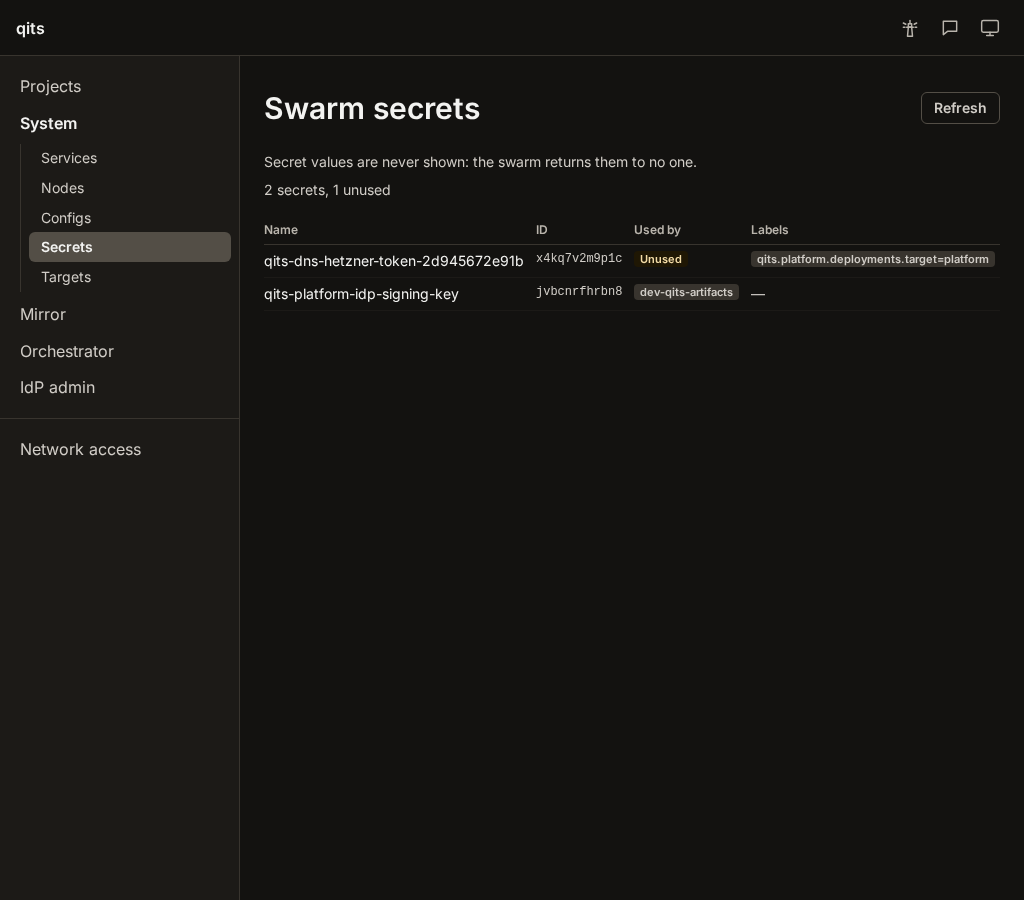 qits
Projects
System
Services
Nodes
Configs
Secrets
Targets
Mirror
Orchestrator
IdP admin
Network access
Swarm secrets
Refresh
Secret values are never shown: the swarm returns them to no one.
2 secrets, 1 unused
Name ID Used by Labels
qits-dns-hetzner-token-2d945672e91b x4kq7v2m9p1c Unused qits.platform.deployments.target=platform
qits-platform-idp-signing-key jvbcnrfhrbn8 dev-qits-artifacts —